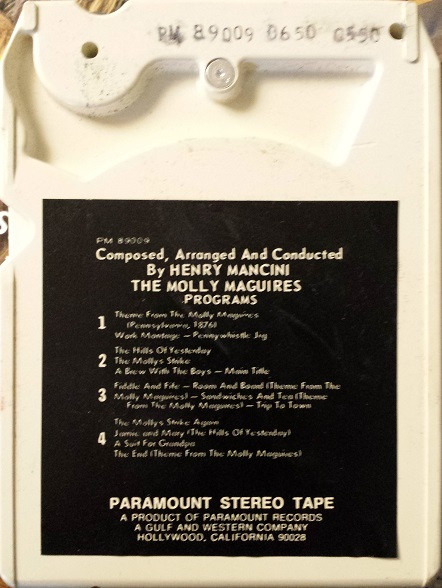 PM 89009 0650 0550
PM 89009
Composed, Arranged And Conducted
By HENRY MANCINI
THE MOLLY MAGUIRES
PROGRAMS
1 Theme From The Molly Maguires
(Pennsylvania, 1876)
Work Montage – Pennywhistle Jig
2 The Hills Of Yesterday
The Mollys Strike
A Brew With The Boys – Main Title
3 Fiddle And Fife – Room And Board (Theme From The
Molly Maguires) – Sandwiches And Tea (Theme
From The Molly Maguires) – Trip To Town
4 The Mollys Strike Again
Jamie and Mary (The Hills Of Yesterday)
A Suit For Grandpa
The End (Theme From The Molly Maguires)
PARAMOUNT STEREO TAPE
A PRODUCT OF PARAMOUNT RECORDS
A GULF AND WESTERN COMPANY
HOLLYWOOD, CALIFORNIA 90028